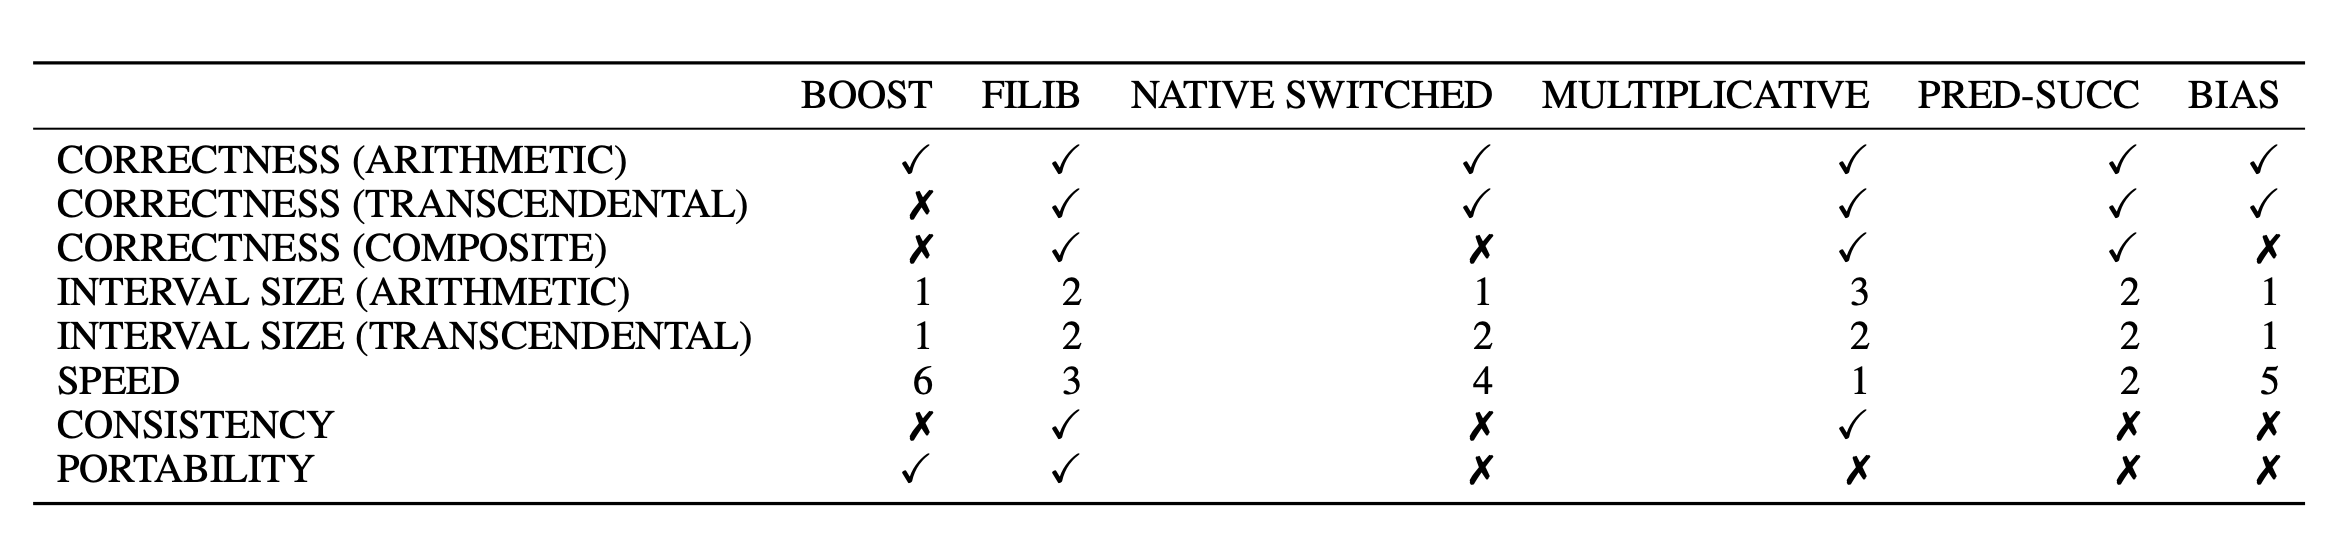 BOOST FILIB NATIVE SWITCHED MULTIPLICATIVE PRED-SUCC BIAS
CORRECTNESS (ARITHMETIC) ✓ ✓ ✓ ✓ ✓ ✓
CORRECTNESS (TRANSCENDENTAL) ✗ ✓ ✓ ✓ ✓ ✓
CORRECTNESS (COMPOSITE) ✗ ✓ ✗ ✓ ✓ ✗
INTERVAL SIZE (ARITHMETIC) 1 2 1 3 2 1
INTERVAL SIZE (TRANSCENDENTAL) 1 2 2 2 2 1
SPEED 6 3 4 1 2 5
CONSISTENCY ✗ ✓ ✗ ✓ ✗ ✗
PORTABILITY ✓ ✓ ✗ ✗ ✗ ✗